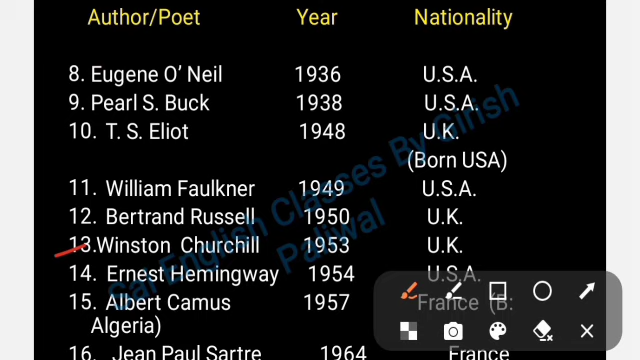 Author/Poet Year Nationality
8. Eugene O' Neil 1936 U.S.A.
9. Pearl S. Buck 1938 U.S.A.
10. T. S. Eliot 1948 U.K.
(Born USA)
11. William Faulkner 1949 U.S.A.
12. Bertrand Russell 1950 U.K.
13.Winston Churchill 1953 U.K.
14. Ernest Hemingway 1954 U.S.A.
15. Albert Camus 1957 France (B:
Algeria)
16. Jean Paul Sartre 1964 France
English Classes By Girish
Paliwal